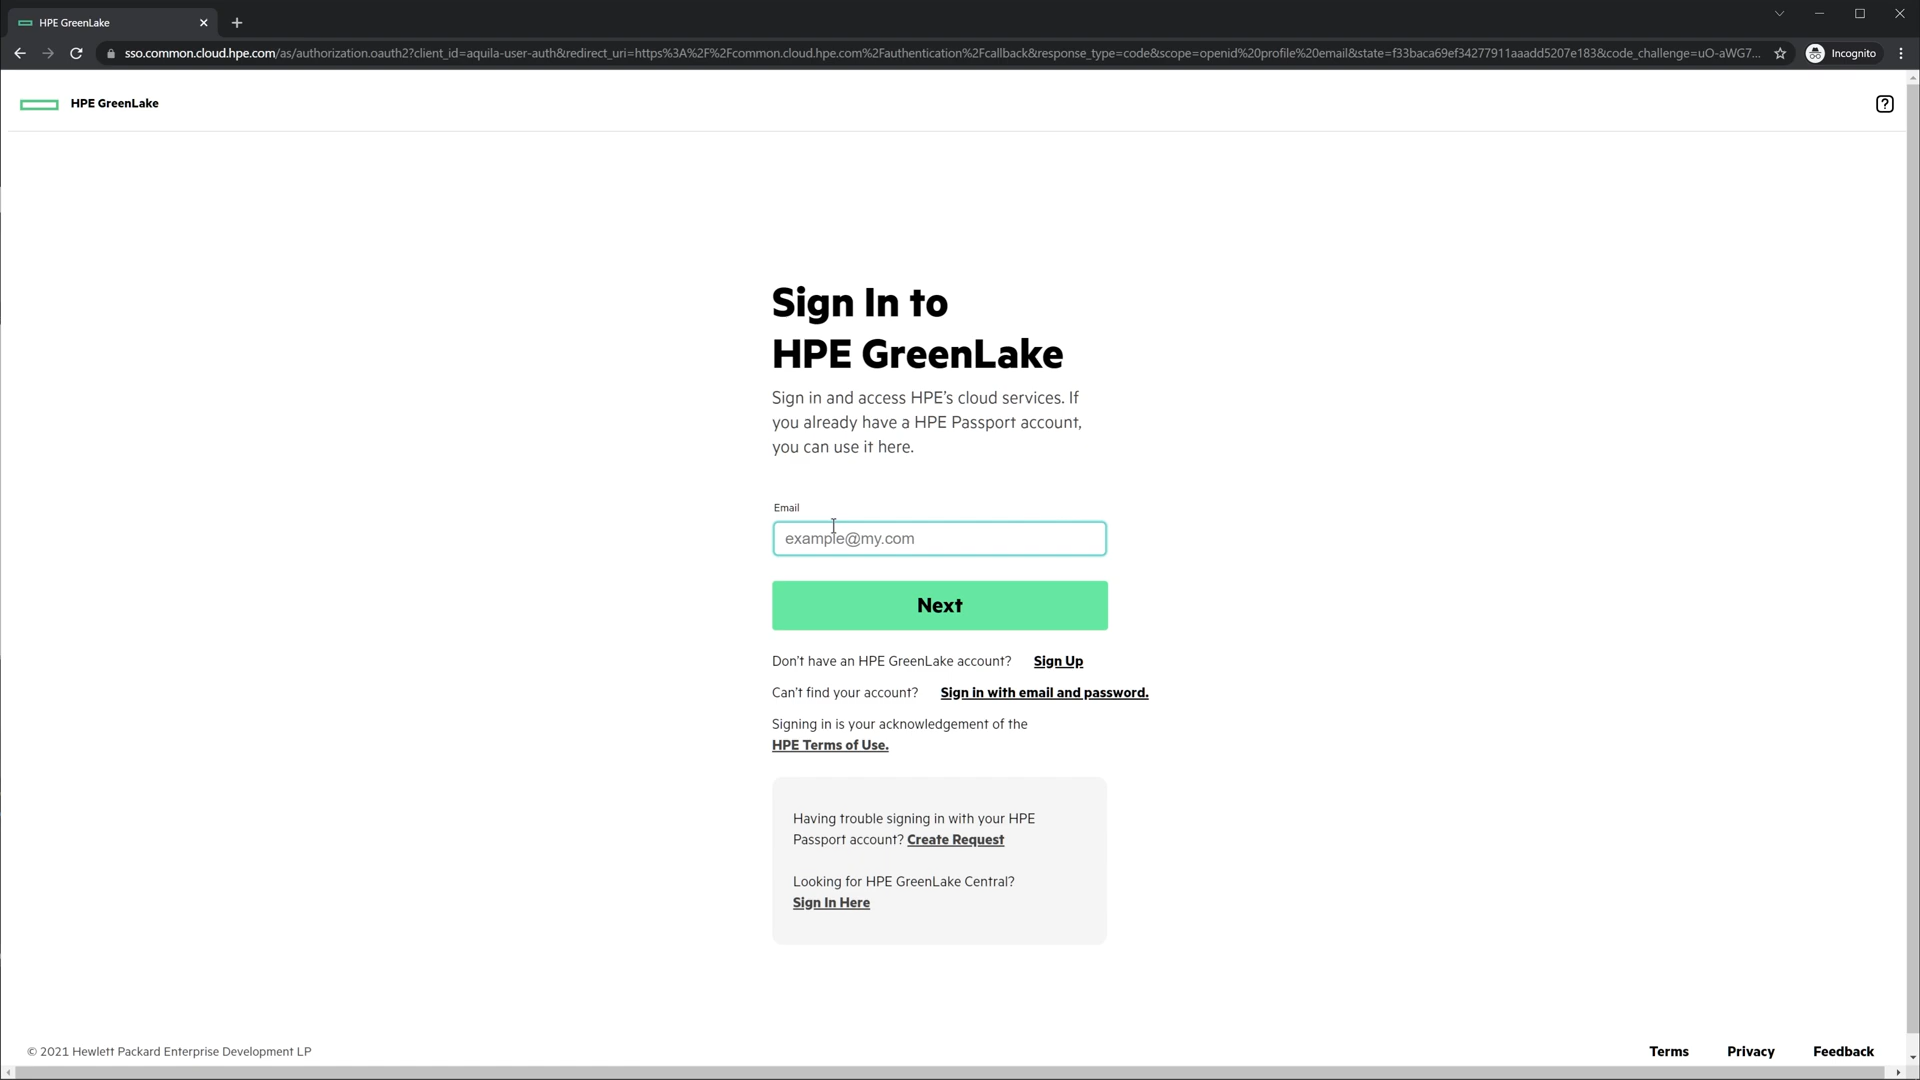 HPE GreenLake
sso.common.cloud.hpe.com/as/authorization.oauth2?client_id=aquila-user-auth&redirect_uri=https%3A%2F%2Fcommon.cloud.hpe.com%2Fauthentication%2Fcallback&response_type=code&scope=openid%20profile%20email&state=f33baca69ef34277911aaadd5207e183&code_challenge=uO-aWG7...
Incognito
HPE GreenLake
Sign In to
HPE GreenLake
Sign in and access HPE's cloud services. If
you already have a HPE Passport account,
you can use it here.
Email
example@my.com
Next
Don't have an HPE GreenLake account? Sign Up
Can't find your account? Sign in with email and password.
Signing in is your acknowledgement of the
HPE Terms of Use.
Having trouble signing in with your HPE
Passport account? Create Request
Looking for HPE GreenLake Central?
Sign In Here
© 2021 Hewlett Packard Enterprise Development LP
Terms Privacy Feedback